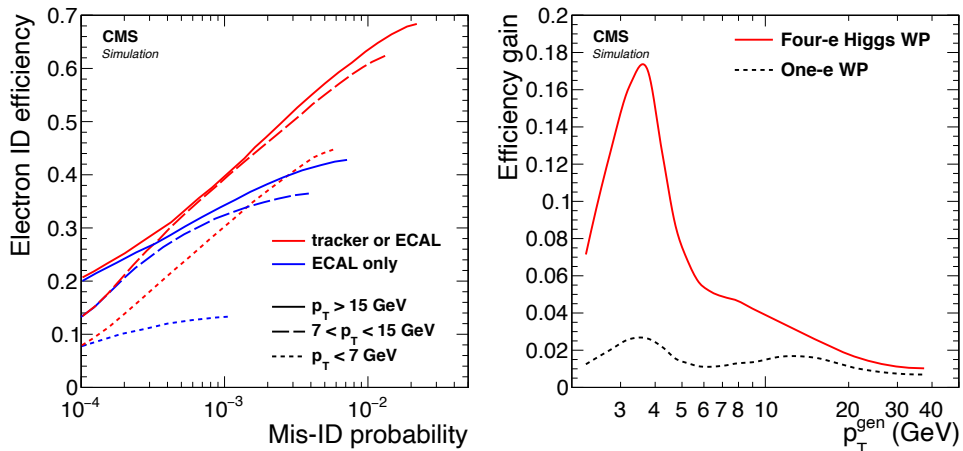 Electron ID efficiency
0.7
0.6
0.5
0.4
0.3
0.2
0.1
0
CMS
Simulation
tracker or ECAL
ECAL only
p_T > 15 GeV
7 < p_T < 15 GeV
p_T < 7 GeV
10⁻⁴ 10⁻³ 10⁻²
Mis-ID probability
Efficiency gain
0.2
0.18
0.16
0.14
0.12
0.1
0.08
0.06
0.04
0.02
0
CMS
Simulation
Four-e Higgs WP
One-e WP
3 4 5 6 7 8 10 20 30 40
p_T^gen (GeV)